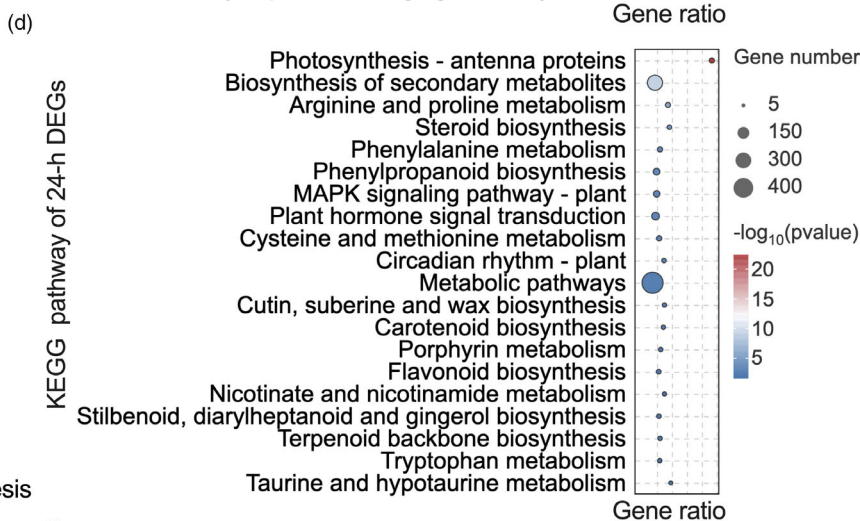 (d)
Gene ratio
KEGG pathway of 24-h DEGs
Photosynthesis - antenna proteins
Biosynthesis of secondary metabolites
Arginine and proline metabolism
Steroid biosynthesis
Phenylalanine metabolism
Phenylpropanoid biosynthesis
MAPK signaling pathway - plant
Plant hormone signal transduction
Cysteine and methionine metabolism
Circadian rhythm - plant
Metabolic pathways
Cutin, suberine and wax biosynthesis
Carotenoid biosynthesis
Porphyrin metabolism
Flavonoid biosynthesis
Nicotinate and nicotinamide metabolism
Stilbenoid, diarylheptanoid and gingerol biosynthesis
Terpenoid backbone biosynthesis
Tryptophan metabolism
Taurine and hypotaurine metabolism
Gene ratio
Gene number
5
150
300
400
-log10(pvalue)
20
15
10
5
esis